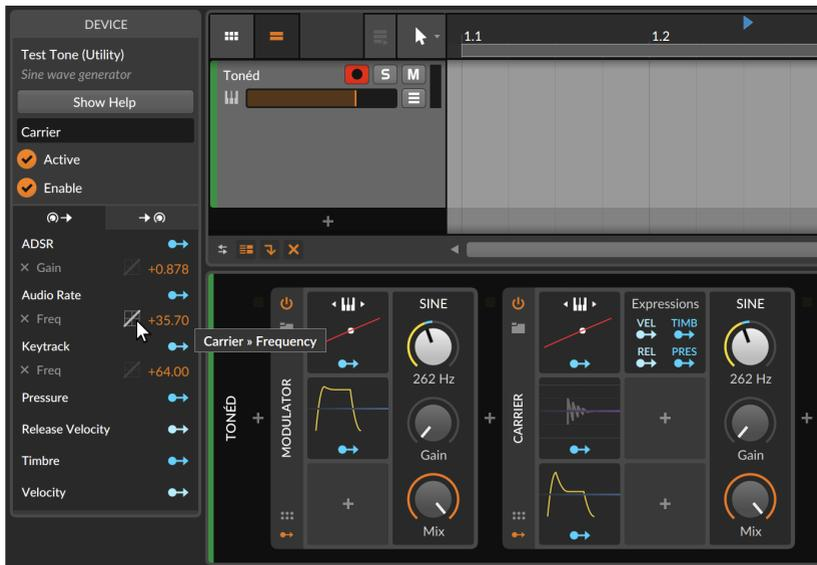 DEVICE
Test Tone (Utility)
Sine wave generator
Show Help
Carrier
Active
Enable
ADSR
Gain +0.878
Audio Rate
Freq +35.70
Keytrack
Freq +64.00
Pressure
Release Velocity
Timbre
Velocity
1.1 1.2
Tonéd S M
Carrier » Frequency
TONÉD
MODULATOR
SINE
262 Hz
Gain
Mix
CARRIER
Expressions
VEL TIMB
REL PRES
SINE
262 Hz
Gain
Mix